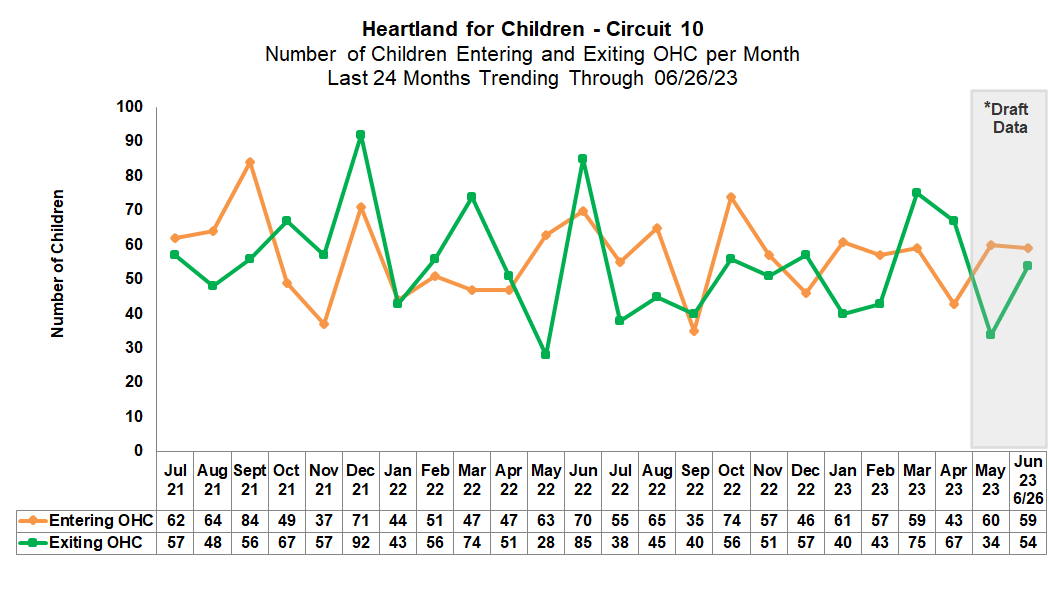 Heartland for Children - Circuit 10
Number of Children Entering and Exiting OHC per Month
Last 24 Months Trending Through 06/26/23
*Draft
Data
Number of Children
100
90
80
70
60
50
40
30
20
10
0
Jul 21 Aug 21 Sept 21 Oct 21 Nov 21 Dec 21 Jan 22 Feb 22 Mar 22 Apr 22 May 22 Jun 22 Jul 22 Aug 22 Sep 22 Oct 22 Nov 22 Dec 22 Jan 23 Feb 23 Mar 23 Apr 23 May 23 Jun 23 6/26
Entering OHC 62 64 84 49 37 71 44 51 47 47 63 70 55 65 35 74 57 46 61 57 59 43 60 59
Exiting OHC 57 48 56 67 57 92 43 56 74 51 28 85 38 45 40 56 51 57 40 43 75 67 34 54